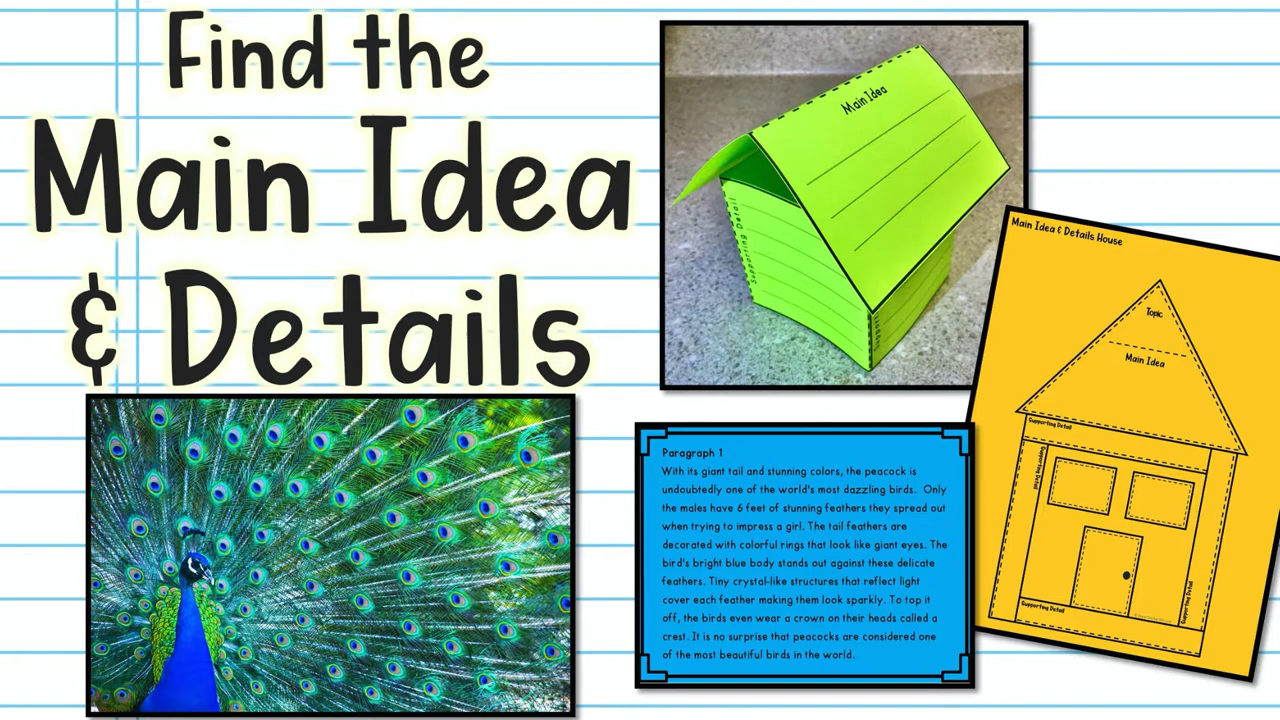 Find the
Main Idea
& Details
Main Idea
Supporting Detail
Main Idea & Details House
Topic
Main Idea
Supporting Detail
Supporting Detail
Supporting Detail
Supporting Detail
Paragraph 1
With its giant tail and stunning colors, the peacock is
undoubtedly one of the world's most dazzling birds. Only
the males have 6 feet of stunning feathers they spread out
when trying to impress a girl. The tail feathers are
decorated with colorful rings that look like giant eyes. The
bird's bright blue body stands out against these delicate
feathers. Tiny crystal-like structures that reflect light
cover each feather making them look sparkly. To top it
off, the birds even wear a crown on their heads called a
crest. It is no surprise that peacocks are considered one
of the most beautiful birds in the world.